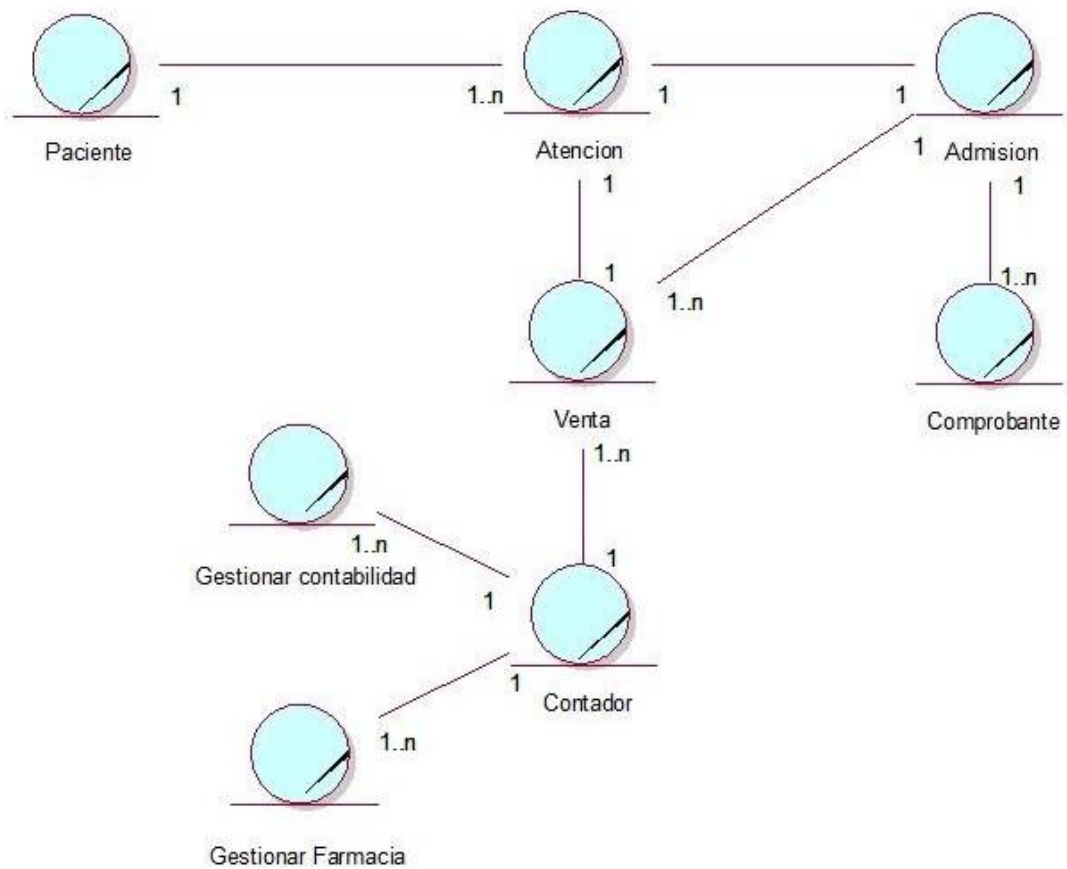 1
1..n
1
1
Paciente
Atencion
Admision
1
1
1
1
1..n
1..n
Venta
Comprobante
1..n
1..n
1
Gestionar contabilidad
1
1
Contador
1..n
Gestionar Farmacia